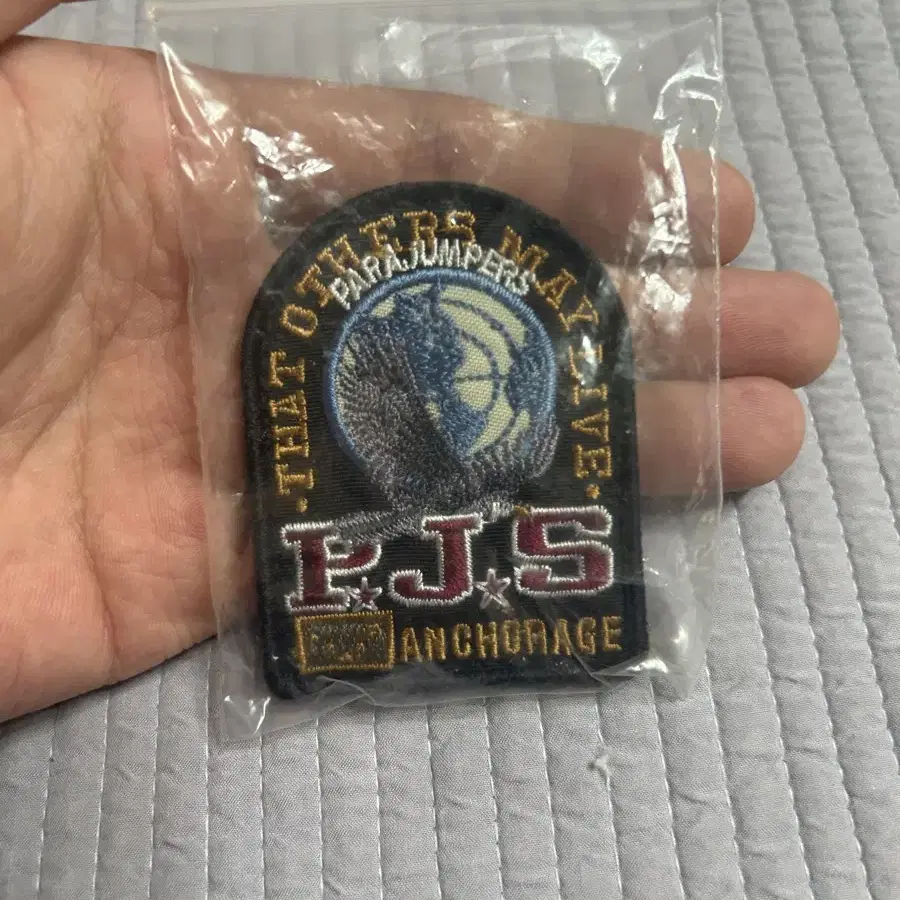 · THAT OTHERS MAY LIVE ·
PARAJUMPERS
P.J.S
ANCHORAGE